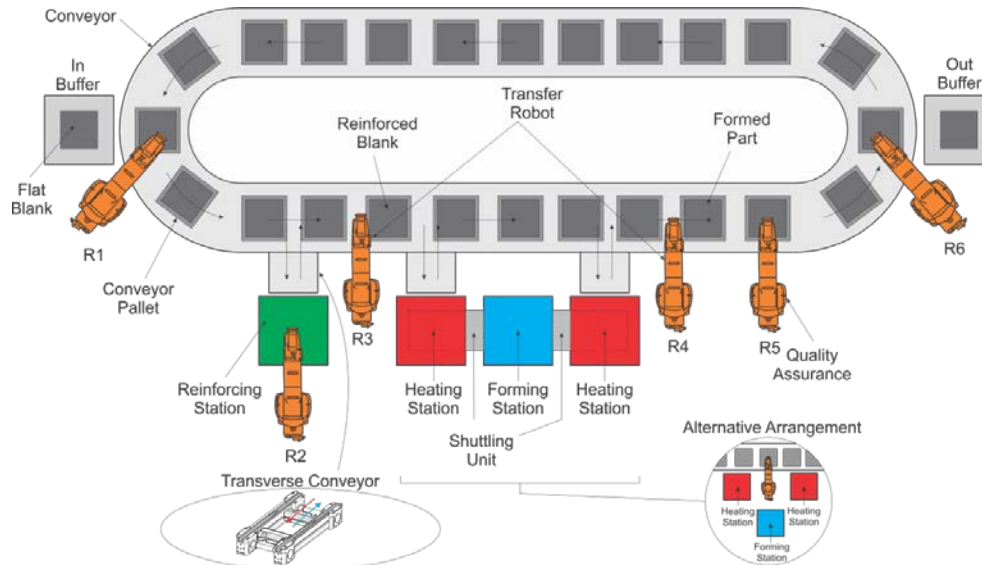 Conveyor
In
Buffer
Out
Buffer
Transfer
Robot
Reinforced
Blank
Formed
Part
Flat
Blank
R1
R6
Conveyor
Pallet
R3
R4
R5
Quality
Assurance
Reinforcing
Station
Heating
Station
Forming
Station
Heating
Station
R2
Shuttling
Unit
Alternative Arrangement
Transverse Conveyor
Heating
Station
Heating
Station
Forming
Station